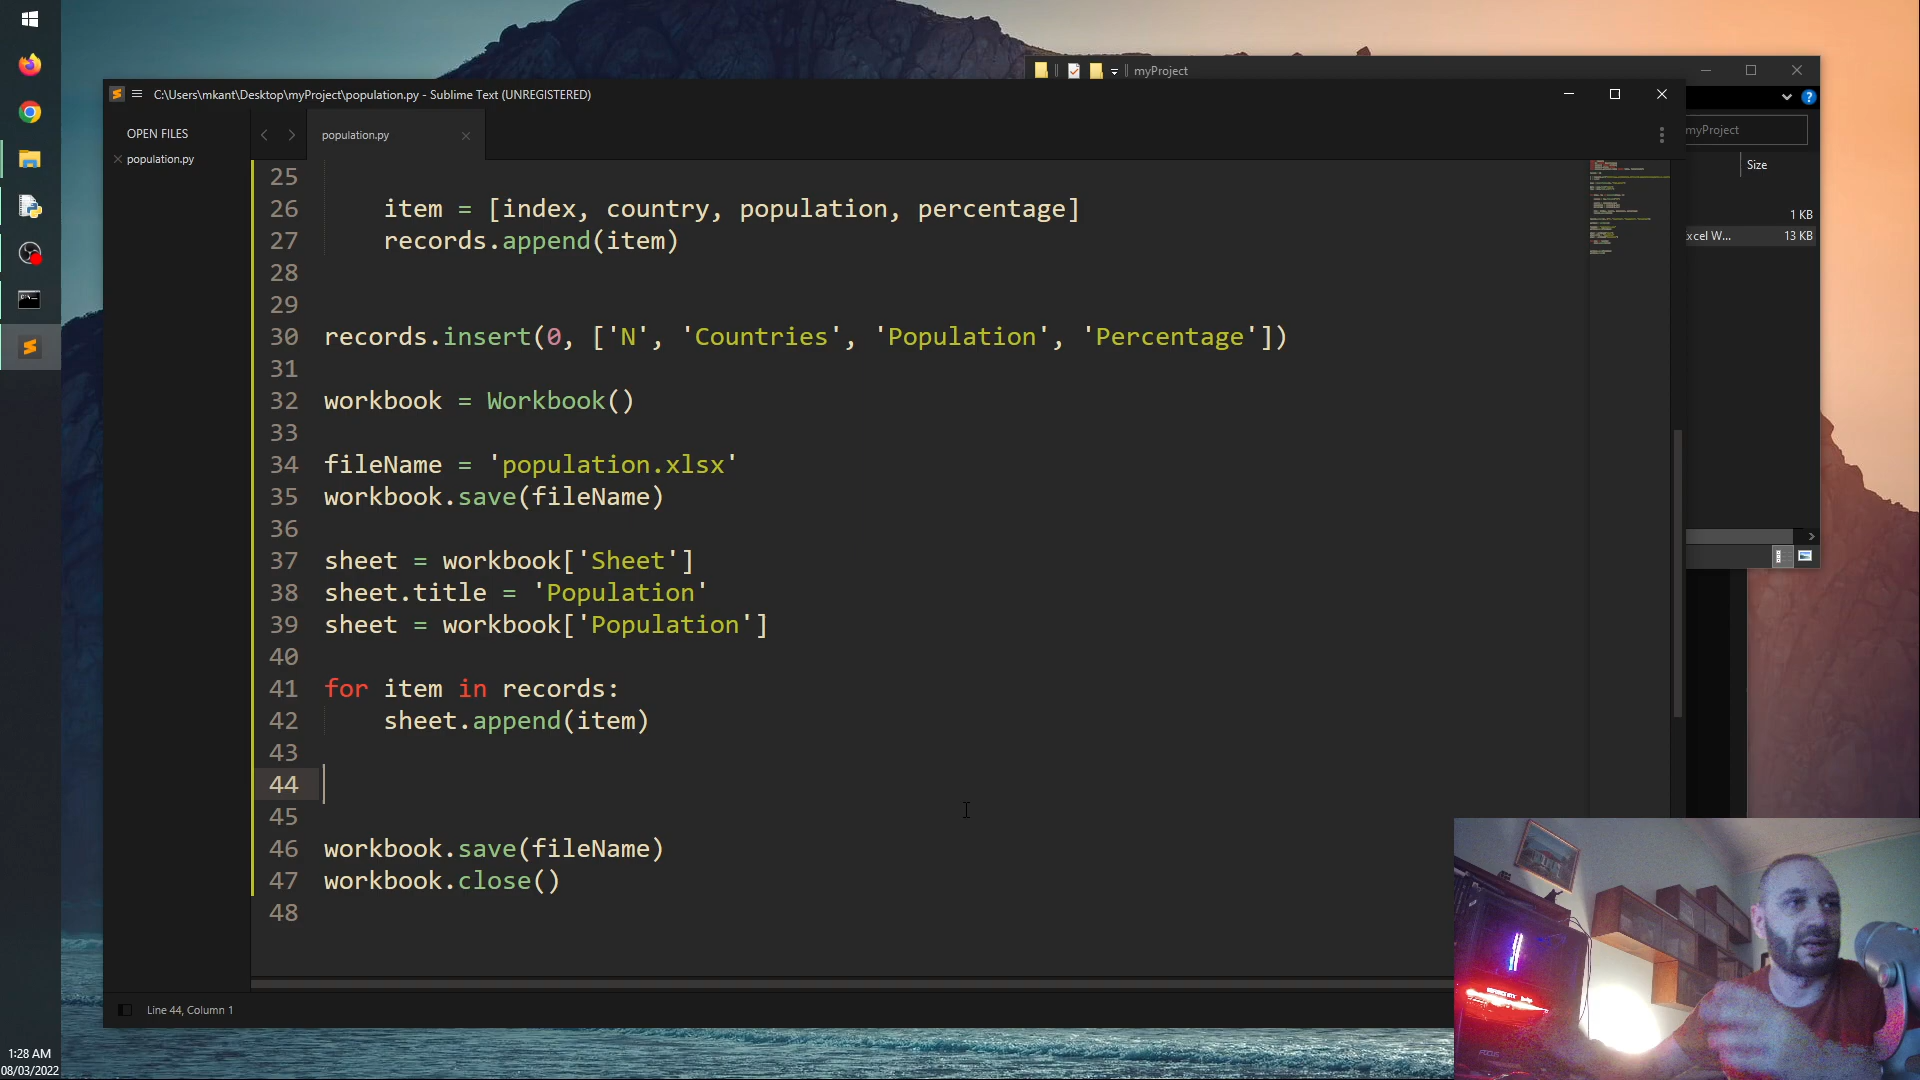 myProject
C:\Users\mkant\Desktop\myProject\population.py - Sublime Text (UNREGISTERED)
OPEN FILES
population.py
population.py
myProject
Size
1 KB
xcel W...
13 KB
25
26 item = [index, country, population, percentage]
27 records.append(item)
28
29
30 records.insert(0, ['N', 'Countries', 'Population', 'Percentage'])
31
32 workbook = Workbook()
33
34 fileName = 'population.xlsx'
35 workbook.save(fileName)
36
37 sheet = workbook['Sheet']
38 sheet.title = 'Population'
39 sheet = workbook['Population']
40
41 for item in records:
42 sheet.append(item)
43
44
45
46 workbook.save(fileName)
47 workbook.close()
48
Line 44, Column 1
1:28 AM
08/03/2022